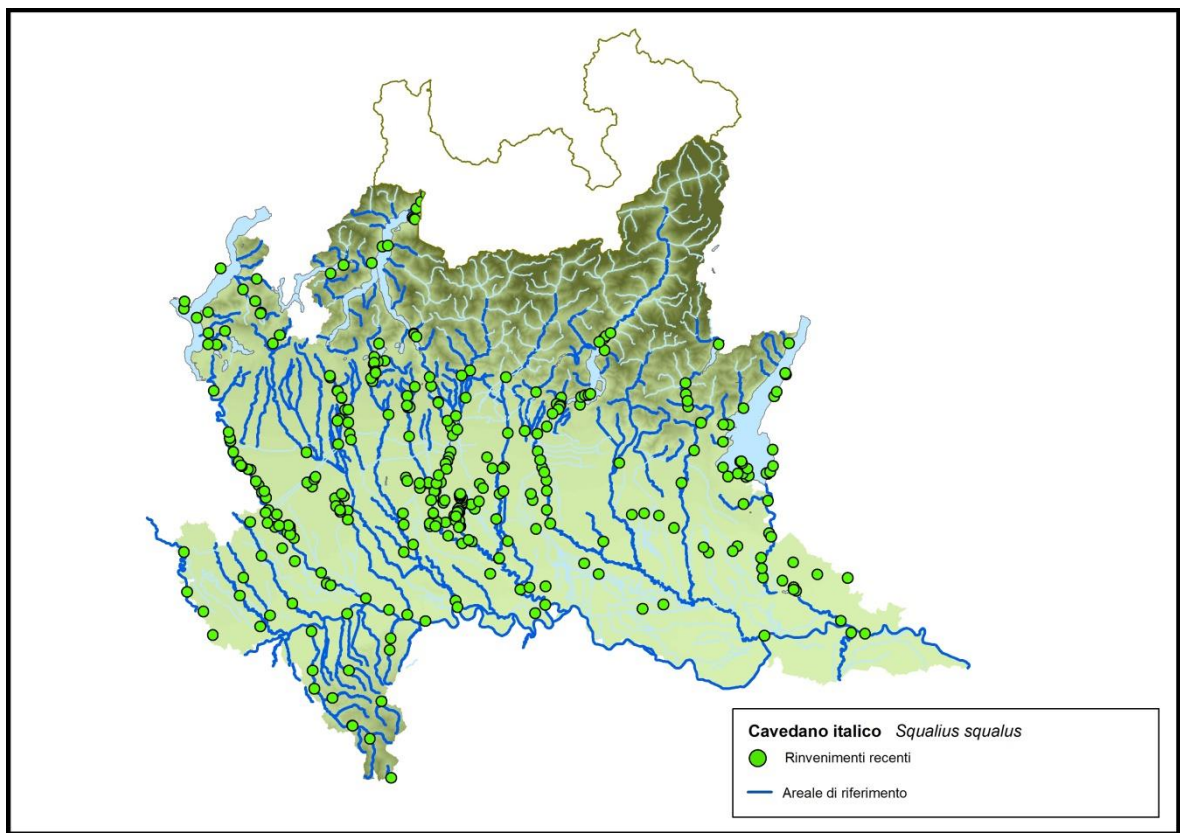 Cavedano italico Squalius squalus
Rinvenimenti recenti
Areale di riferimento